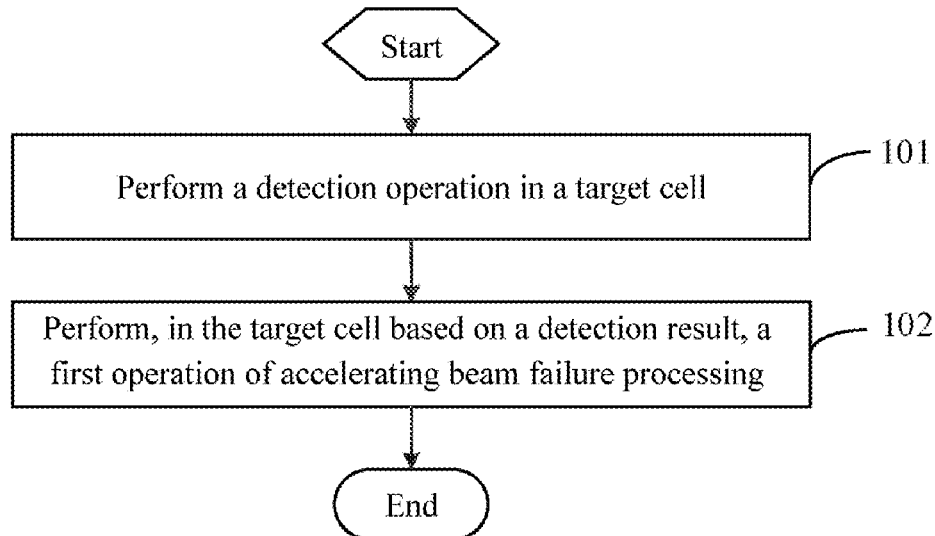 Start
Perform a detection operation in a target cell
101
Perform, in the target cell based on a detection result, a
first operation of accelerating beam failure processing
102
End